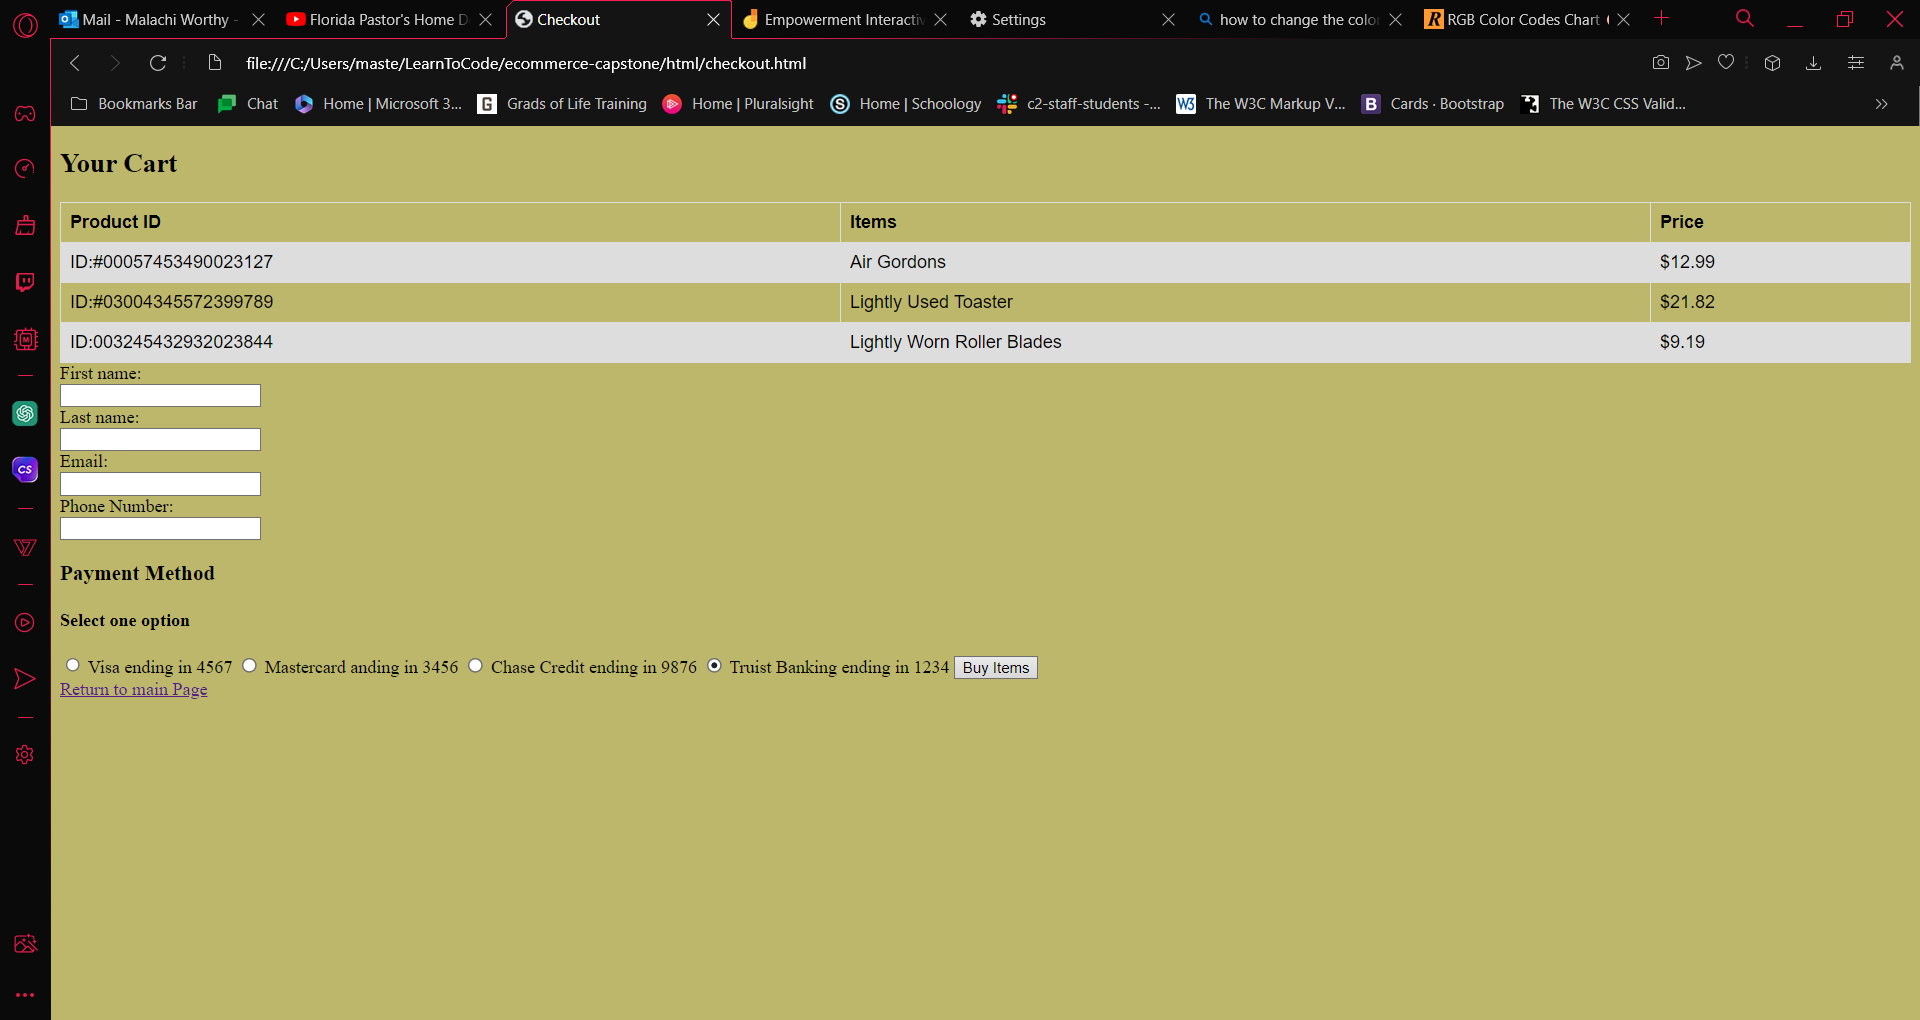 Mail - Malachi Worthy -
Florida Pastor's Home D
Checkout
Empowerment Interactiv
Settings
how to change the color
RGB Color Codes Chart
file:///C:/Users/maste/LearnToCode/ecommerce-capstone/html/checkout.html
Bookmarks Bar
Chat
Home | Microsoft 3...
G
Grads of Life Training
Home | Pluralsight
S
Home | Schoology
c2-staff-students -...
W3
The W3C Markup V...
B
Cards · Bootstrap
The W3C CSS Valid...
CS
Your Cart
Product ID Items Price
ID:#00057453490023127 Air Gordons $12.99
ID:#03004345572399789 Lightly Used Toaster $21.82
ID:003245432932023844 Lightly Worn Roller Blades $9.19
First name:
Last name:
Email:
Phone Number:
Payment Method
Select one option
Visa ending in 4567 Mastercard anding in 3456 Chase Credit ending in 9876 Truist Banking ending in 1234 Buy Items
Return to main Page